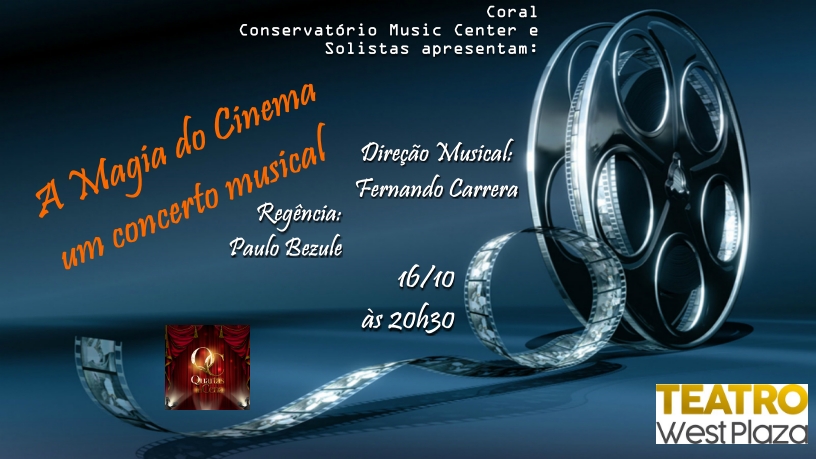 Coral
Conservatório Music Center e
Solistas apresentam:
A Magia do Cinema
um concerto musical
Direção Musical:
Fernando Carrera
Regência:
Paulo Bezule
16/10
às 20h30
QC
TEATRO
West Plaza